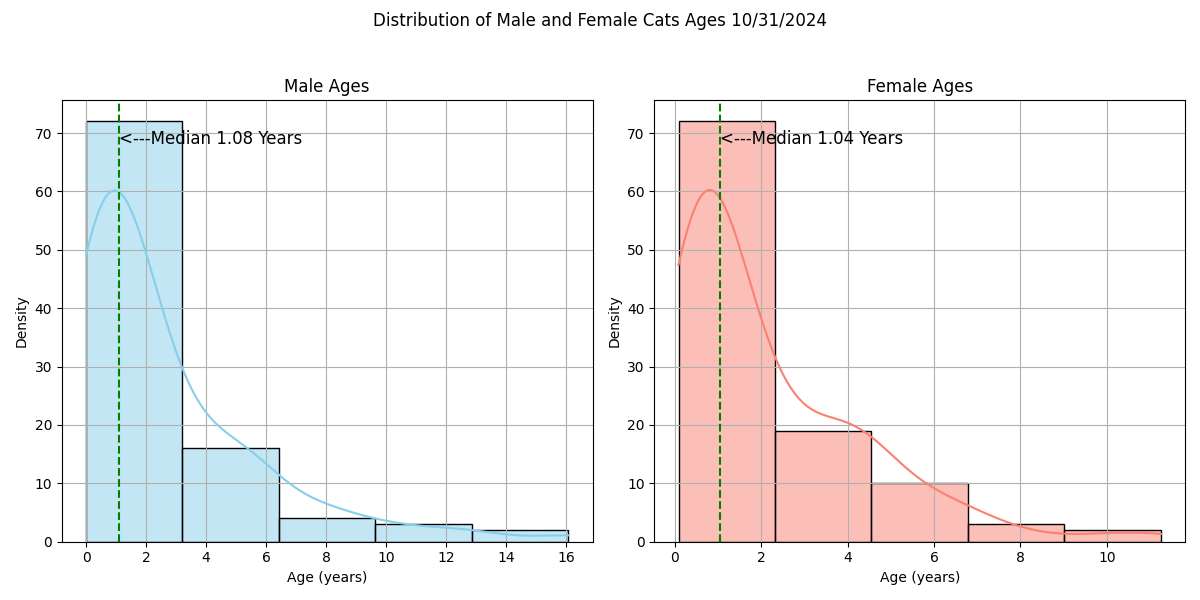 Distribution of Male and Female Cats Ages 10/31/2024
Male Ages
Density
70
60
50
40
30
20
10
0
<---Median 1.08 Years
0 2 4 6 8 10 12 14 16
Age (years)
Female Ages
Density
70
60
50
40
30
20
10
0
<---Median 1.04 Years
0 2 4 6 8 10
Age (years)